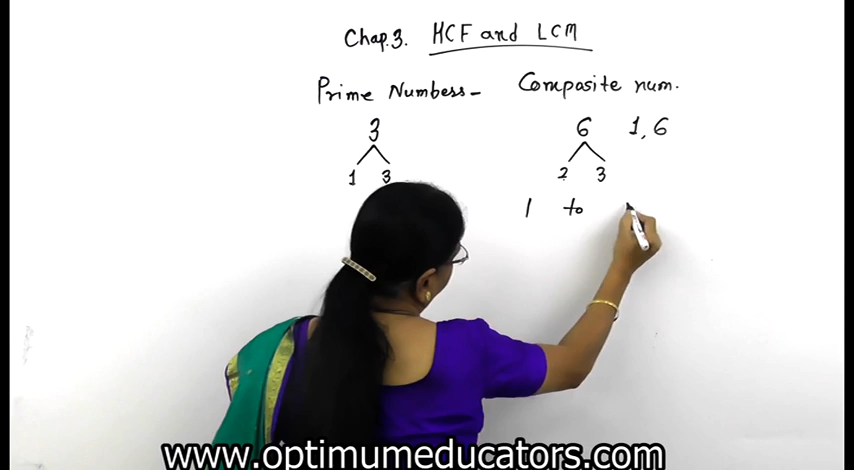 Chap.3. HCF and LCM
Prime Numbers - Composite num.
3 6 1, 6
1 3 2 3
1 to
www.optimumeducators.com